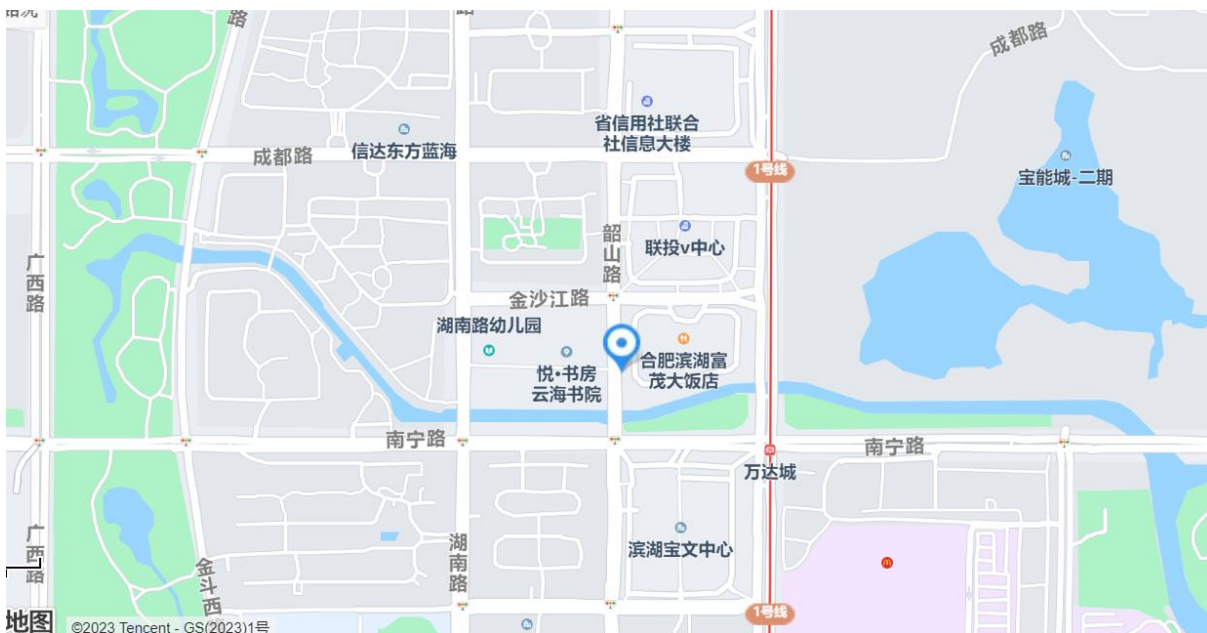 成都路
省信用社联合
社信息大楼
信达东方蓝海
成都路
1号线
宝能城-二期
广西路
韶山路
联投v中心
金沙江路
湖南路幼儿园
悦•书房
云海书院
合肥滨湖富
茂大饭店
南宁路
南宁路
万达城
广西路
湖南路
滨湖宝文中心
金斗西
1号线
地图
©2023 Tencent - GS(2023)1号